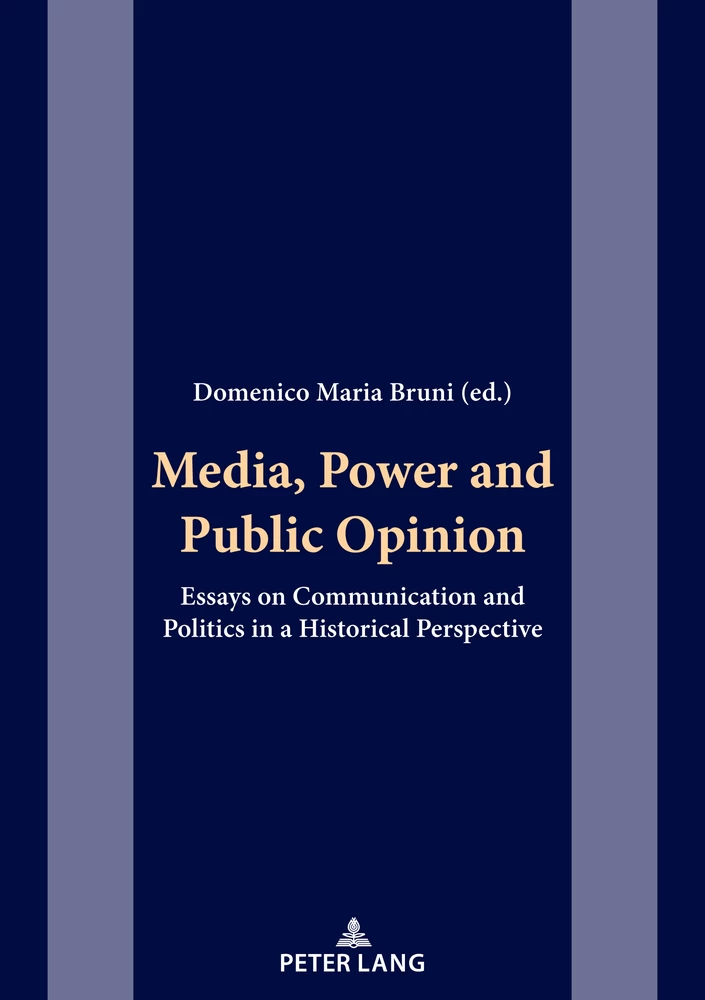 Domenico Maria Bruni (ed.)
Media, Power and
Public Opinion
Essays on Communication and
Politics in a Historical Perspective
PETER LANG